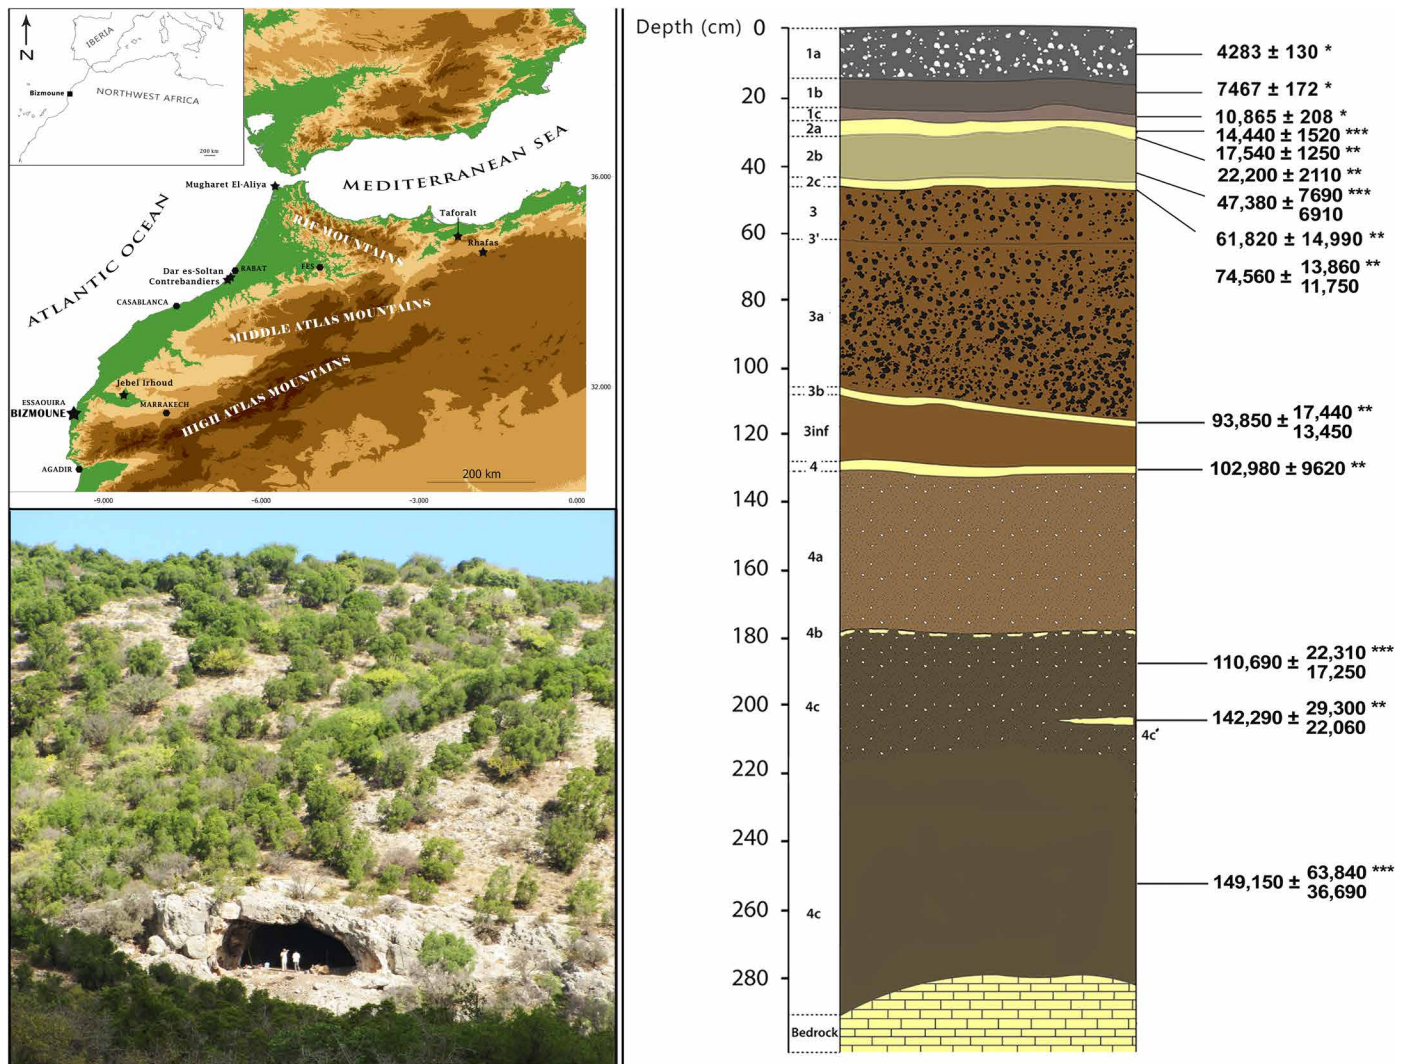 N
IBERIA
Bizmoune
NORTHWEST AFRICA
200 km
MEDITERRANEAN SEA
ATLANTIC OCEAN
Mugharet El-Aliya
36.000
Taforalt
Rhafas
RIF MOUNTAINS
FES
Dar es-Soltan
RABAT
Contrebandiers
CASABLANCA
MIDDLE ATLAS MOUNTAINS
HIGH ATLAS MOUNTAINS
32.000
Jebel Irhoud
ESSAOUIRA
MARRAKECH
BIZMOUNE
AGADIR
200 km
-9.000 -6.000 -3.000 0.000
Depth (cm)
0
20
40
60
80
100
120
140
160
180
200
220
240
260
280
1a
1b
1c
2a
2b
2c
3
3'
3a
3b
3inf
4
4a
4b
4c
4c'
4c
Bedrock
4283 ± 130 *
7467 ± 172 *
10,865 ± 208 *
14,440 ± 1520 ***
17,540 ± 1250 **
22,200 ± 2110 **
47,380 ± 7690 ***
6910
61,820 ± 14,990 **
74,560 ± 13,860 **
11,750
93,850 ± 17,440 **
13,450
102,980 ± 9620 **
110,690 ± 22,310 ***
17,250
142,290 ± 29,300 **
22,060
149,150 ± 63,840 ***
36,690